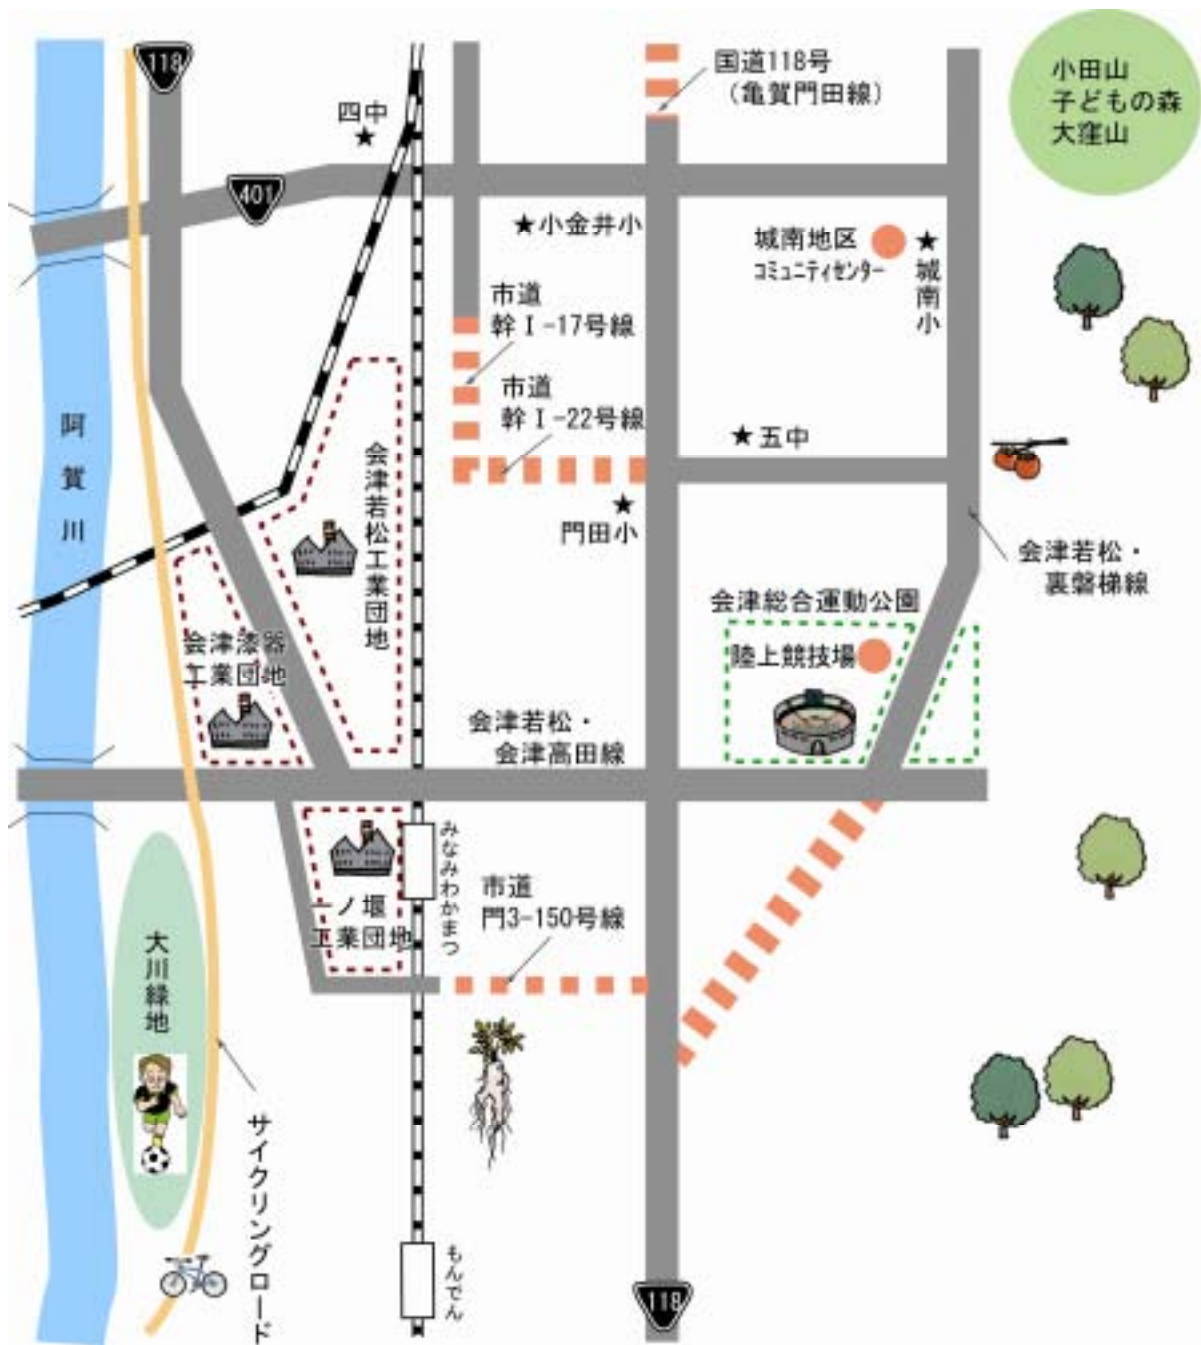 118
国道118号
(亀賀門田線)
小田山
子どもの森
大窪山
四中
401
★小金井小
城南地区
コミュニティセンター
★城南小
市道
幹Ⅰ-17号線
市道
幹Ⅰ-22号線
★五中
阿賀川
会津若松工業団地
門田小
会津若松・
裏磐梯線
会津総合運動公園
陸上競技場
会津漆器
工業団地
会津若松・
会津高田線
みなみわかまつ
市道
門3-150号線
一ノ堰
工業団地
大川緑地
サイクリングロード
もんでん
118